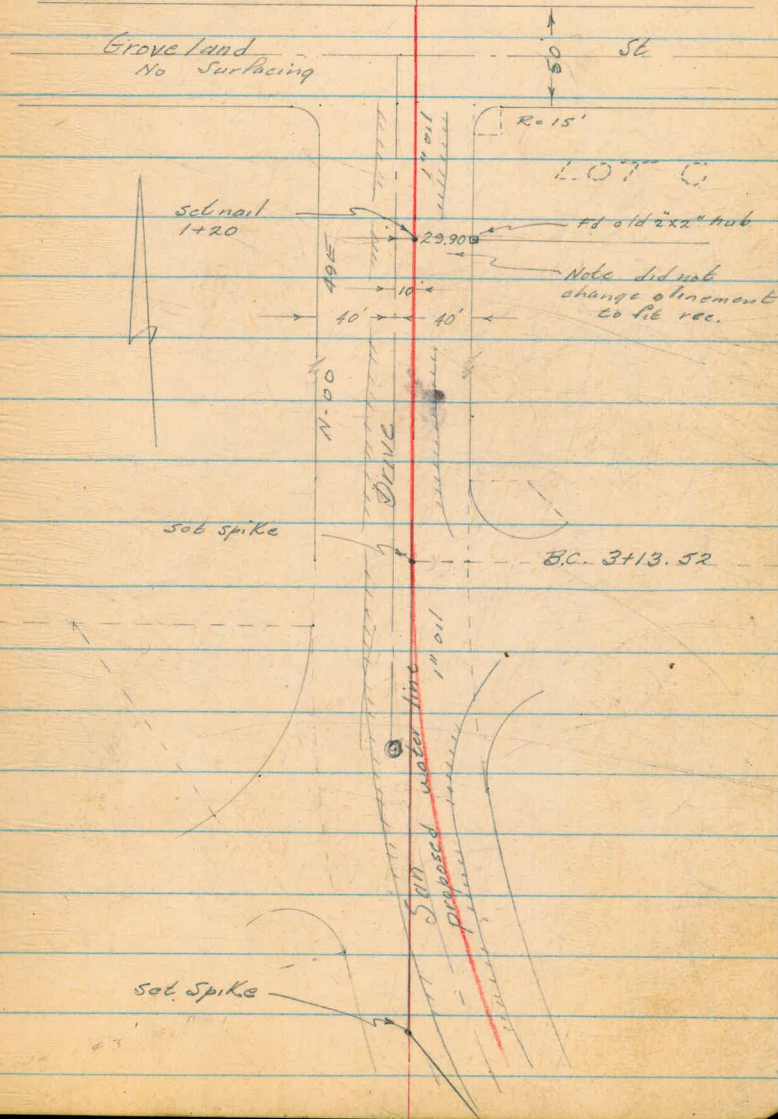 Groveland
St
No Surfacing
50'
R=15'
1" oil
LOT C
set nail
1+20
29.90
Fd old 2"x2" hub
Note did not
change alinement
to fit rec.
10'
40'
40'
N-00 49E
Drive
set spike
B.C. 3+13.52
1" oil
proposed water line
San
set Spike